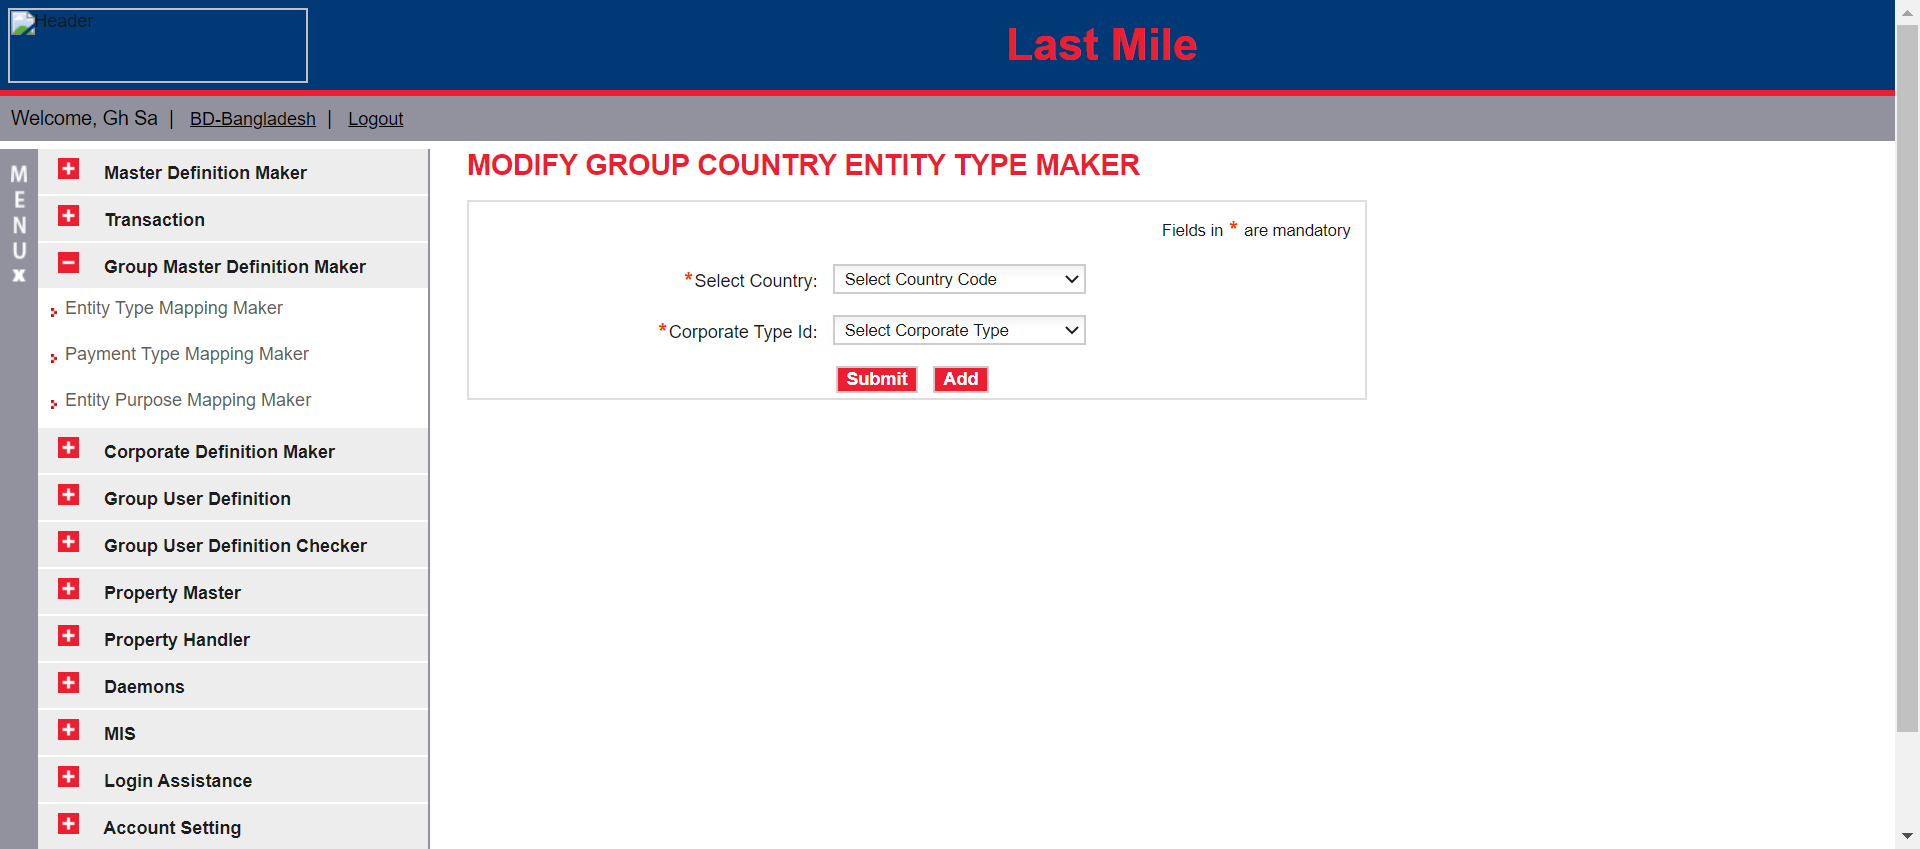 Header
Last Mile
Welcome, Gh Sa | BD-Bangladesh | Logout
MENU
x
Master Definition Maker
Transaction
Group Master Definition Maker
Entity Type Mapping Maker
Payment Type Mapping Maker
Entity Purpose Mapping Maker
Corporate Definition Maker
Group User Definition
Group User Definition Checker
Property Master
Property Handler
Daemons
MIS
Login Assistance
Account Setting
MODIFY GROUP COUNTRY ENTITY TYPE MAKER
Fields in * are mandatory
*Select Country: Select Country Code
*Corporate Type Id: Select Corporate Type
Submit Add